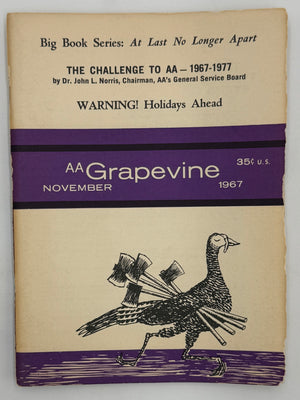 Big Book Series: At Last No Longer Apart
THE CHALLENGE TO AA — 1967-1977
by Dr. John L. Norris, Chairman, AA's General Service Board
WARNING! Holidays Ahead
AA Grapevine
35¢ U.S.
NOVEMBER 1967